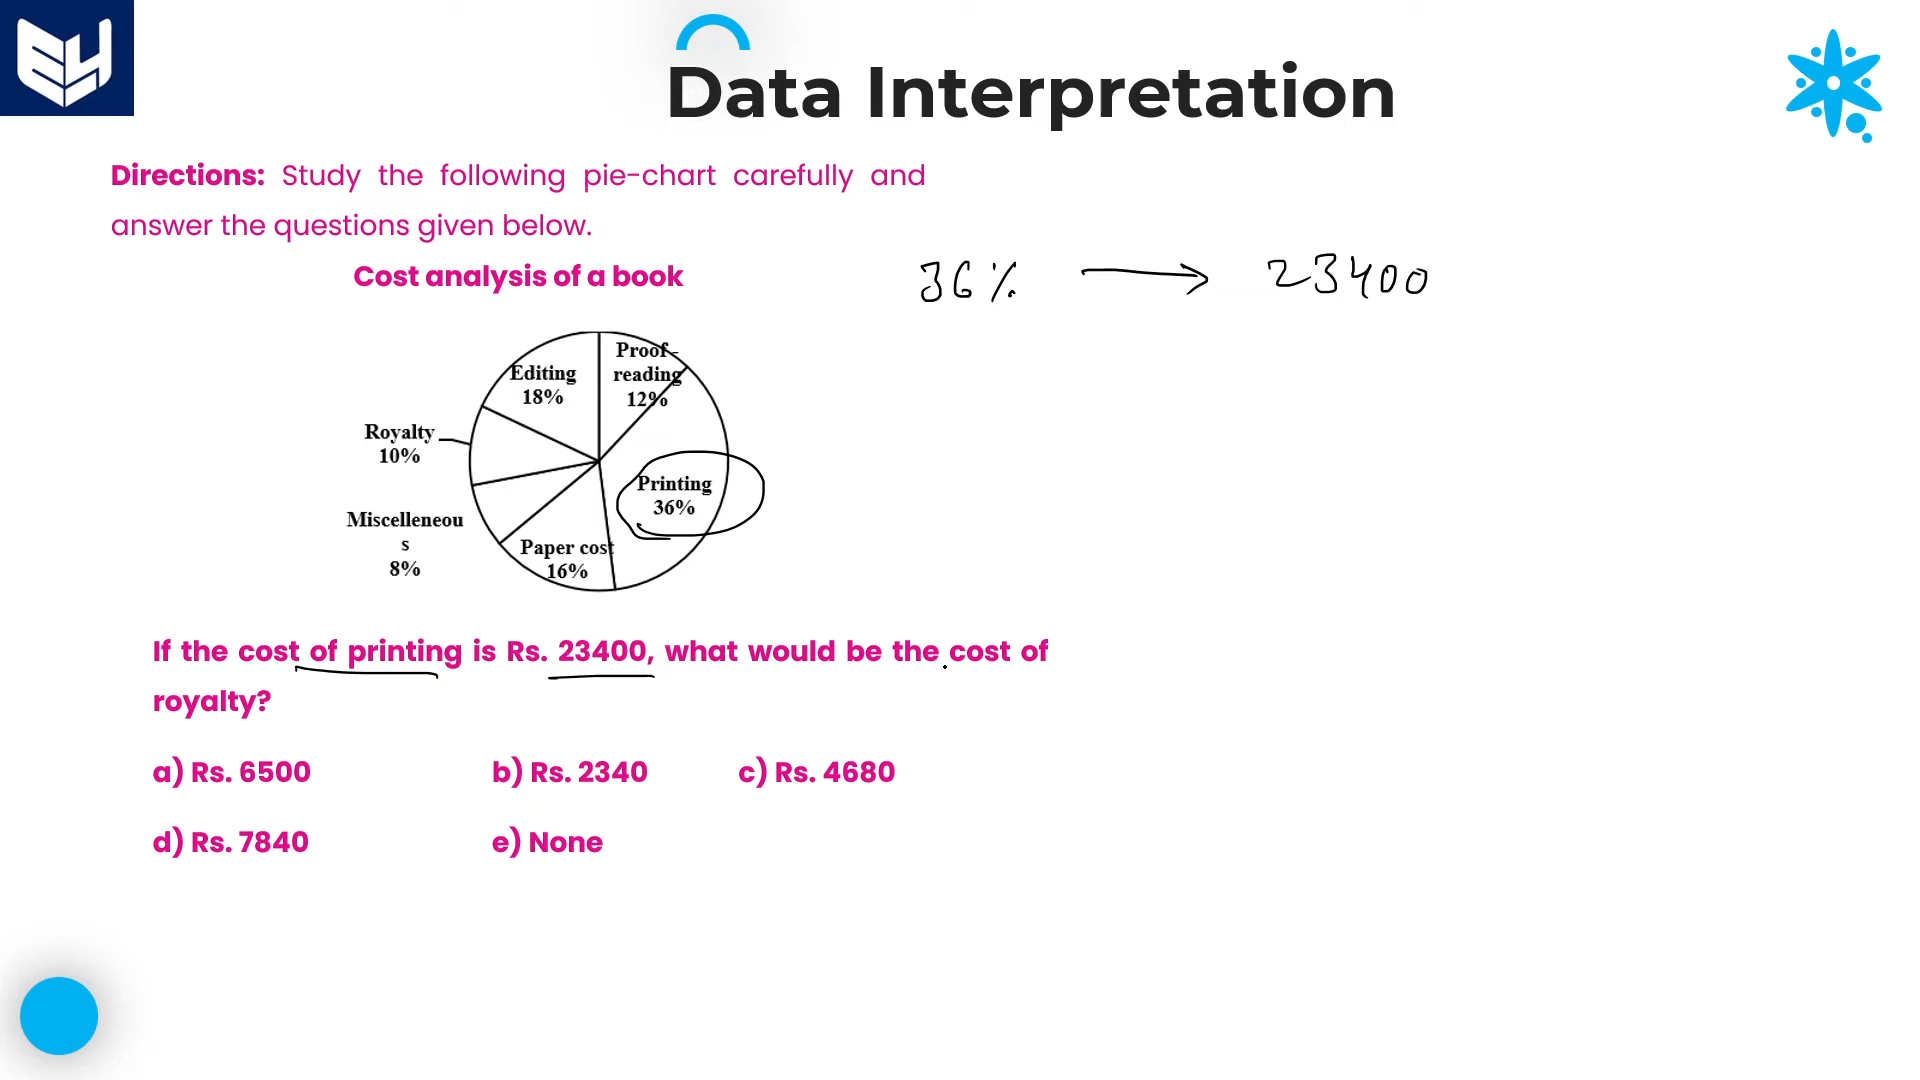 Data Interpretation
Directions: Study the following pie-chart carefully and
answer the questions given below.
Cost analysis of a book
36% → 23400
Proof-
reading
12%
Editing
18%
Royalty
10%
Printing
36%
Miscelleneou
s
8%
Paper cost
16%
If the cost of printing is Rs. 23400, what would be the cost of
royalty?
a) Rs. 6500 b) Rs. 2340 c) Rs. 4680
d) Rs. 7840 e) None